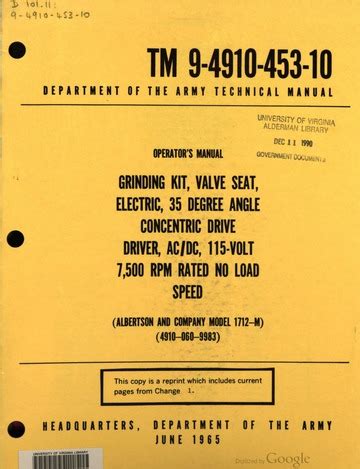 D 101.11:
9-4910-453-10
TM 9-4910-453-10
DEPARTMENT OF THE ARMY TECHNICAL MANUAL
UNIVERSITY OF VIRGINIA
ALDERMAN LIBRARY
DEC 11 1990
GOVERNMENT DOCUMENTS
OPERATOR'S MANUAL
GRINDING KIT, VALVE SEAT,
ELECTRIC, 35 DEGREE ANGLE
CONCENTRIC DRIVE
DRIVER, AC/DC, 115-VOLT
7,500 RPM RATED NO LOAD
SPEED
(ALBERTSON AND COMPANY MODEL 1712-M)
(4910-060-9983)
This copy is a reprint which includes current
pages from Change 1.
HEADQUARTERS, DEPARTMENT OF THE ARMY
JUNE 1965
UNIVERSITY OF VIRGINIA LIBRARY
Digitized by Google